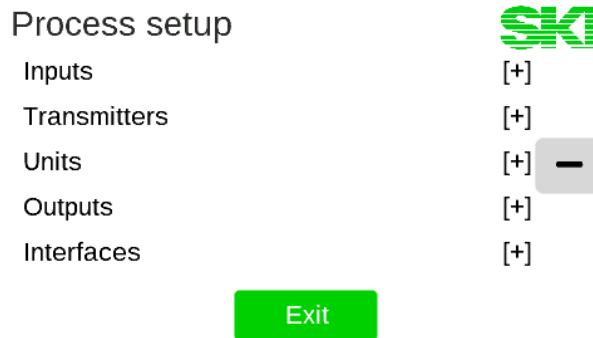 Process setup
Inputs [+]
Transmitters [+]
Units [+]
Outputs [+]
Interfaces [+]
Exit